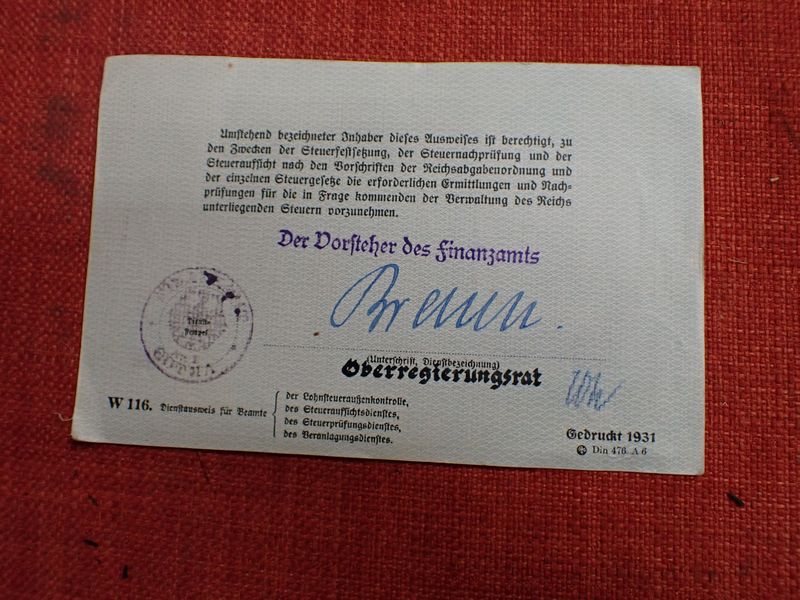 Umstehend bezeichneter Inhaber dieses Ausweises ist berechtigt, zu
den Zwecken der Steuerfestsetzung, der Steuernachprüfung und der
Steueraufsicht nach den Vorschriften der Reichsabgabenordnung und
der einzelnen Steuergesetze die erforderlichen Ermittlungen und Nach-
prüfungen für die in Frage kommenden der Verwaltung des Reichs
unterliegenden Steuern vorzunehmen.
Der Vorsteher des Finanzamts
Dienst-
stempel
(Unterschrift, Dienstbezeichnung)
Oberregierungsrat
W 116. Dienstausweis für Beamte
der Lohnsteueraußenkontrolle,
des Steueraufsichtsdienstes,
des Steuerprüfungsdienstes,
des Veranlagungsdienstes.
Gedruckt 1931
Din 476. A 6